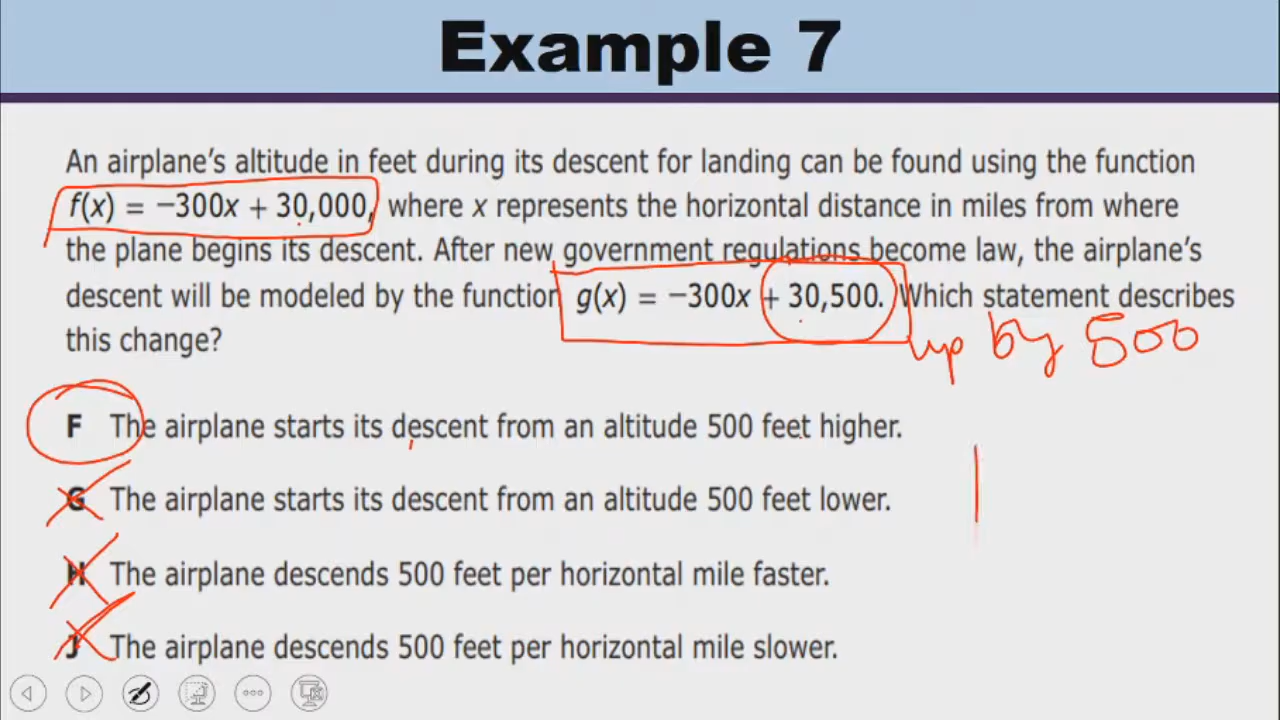 Example 7
An airplane's altitude in feet during its descent for landing can be found using the function
f(x) = −300x + 30,000, where x represents the horizontal distance in miles from where
the plane begins its descent. After new government regulations become law, the airplane's
descent will be modeled by the function g(x) = −300x + 30,500. Which statement describes
this change?
up by 500
F The airplane starts its descent from an altitude 500 feet higher.
G The airplane starts its descent from an altitude 500 feet lower.
H The airplane descends 500 feet per horizontal mile faster.
J The airplane descends 500 feet per horizontal mile slower.